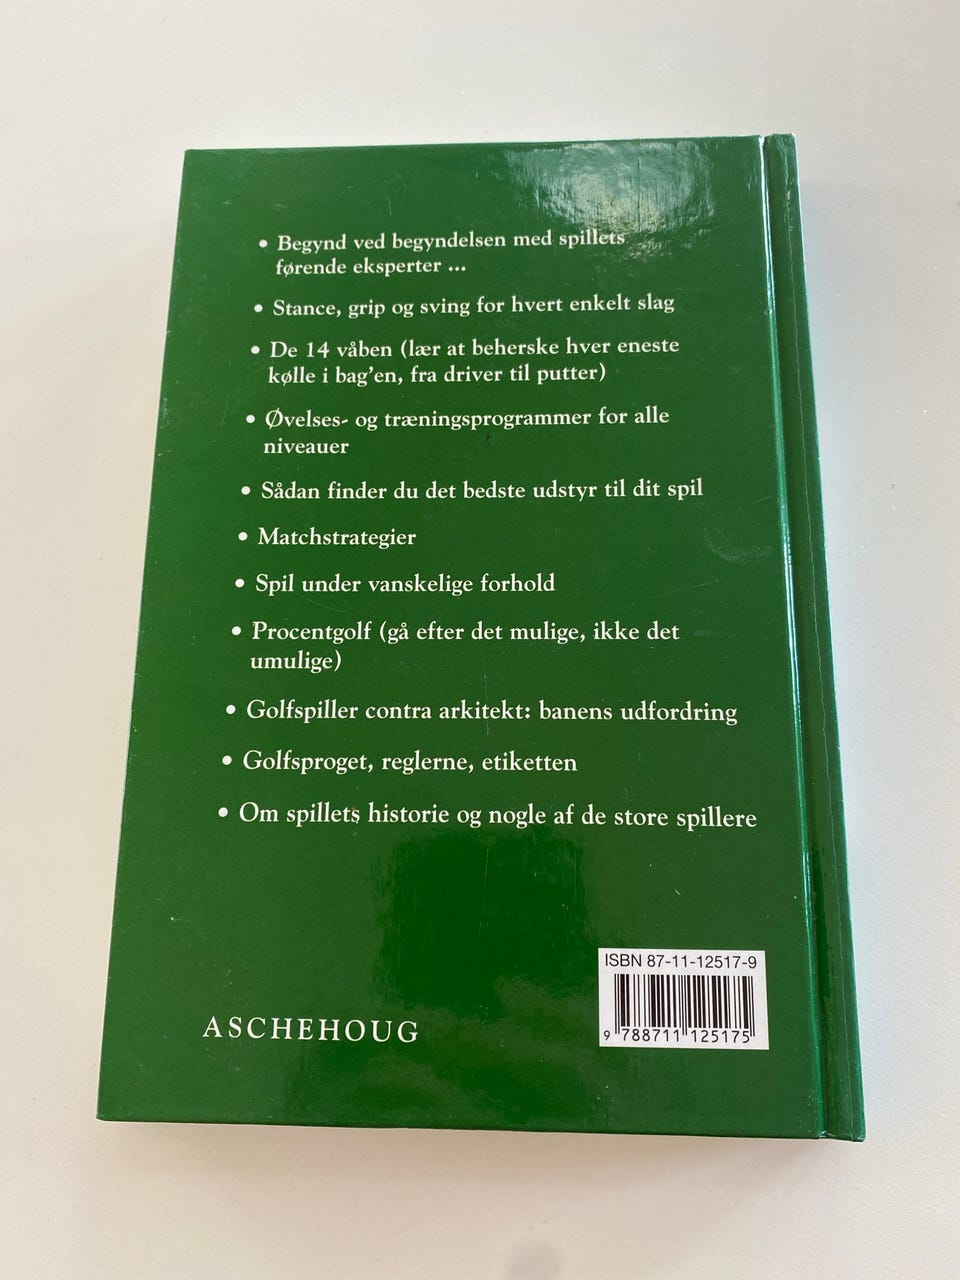 • Begynd ved begyndelsen med spillets
førende eksperter ...
• Stance, grip og sving for hvert enkelt slag
• De 14 våben (lær at beherske hver eneste
kølle i bag'en, fra driver til putter)
• Øvelses- og træningsprogrammer for alle
niveauer
• Sådan finder du det bedste udstyr til dit spil
• Matchstrategier
• Spil under vanskelige forhold
• Procentgolf (gå efter det mulige, ikke det
umulige)
• Golfspiller contra arkitekt: banens udfordring
• Golfsproget, reglerne, etiketten
• Om spillets historie og nogle af de store spillere
ISBN 87-11-12517-9
9 788711 125175
ASCHEHOUG